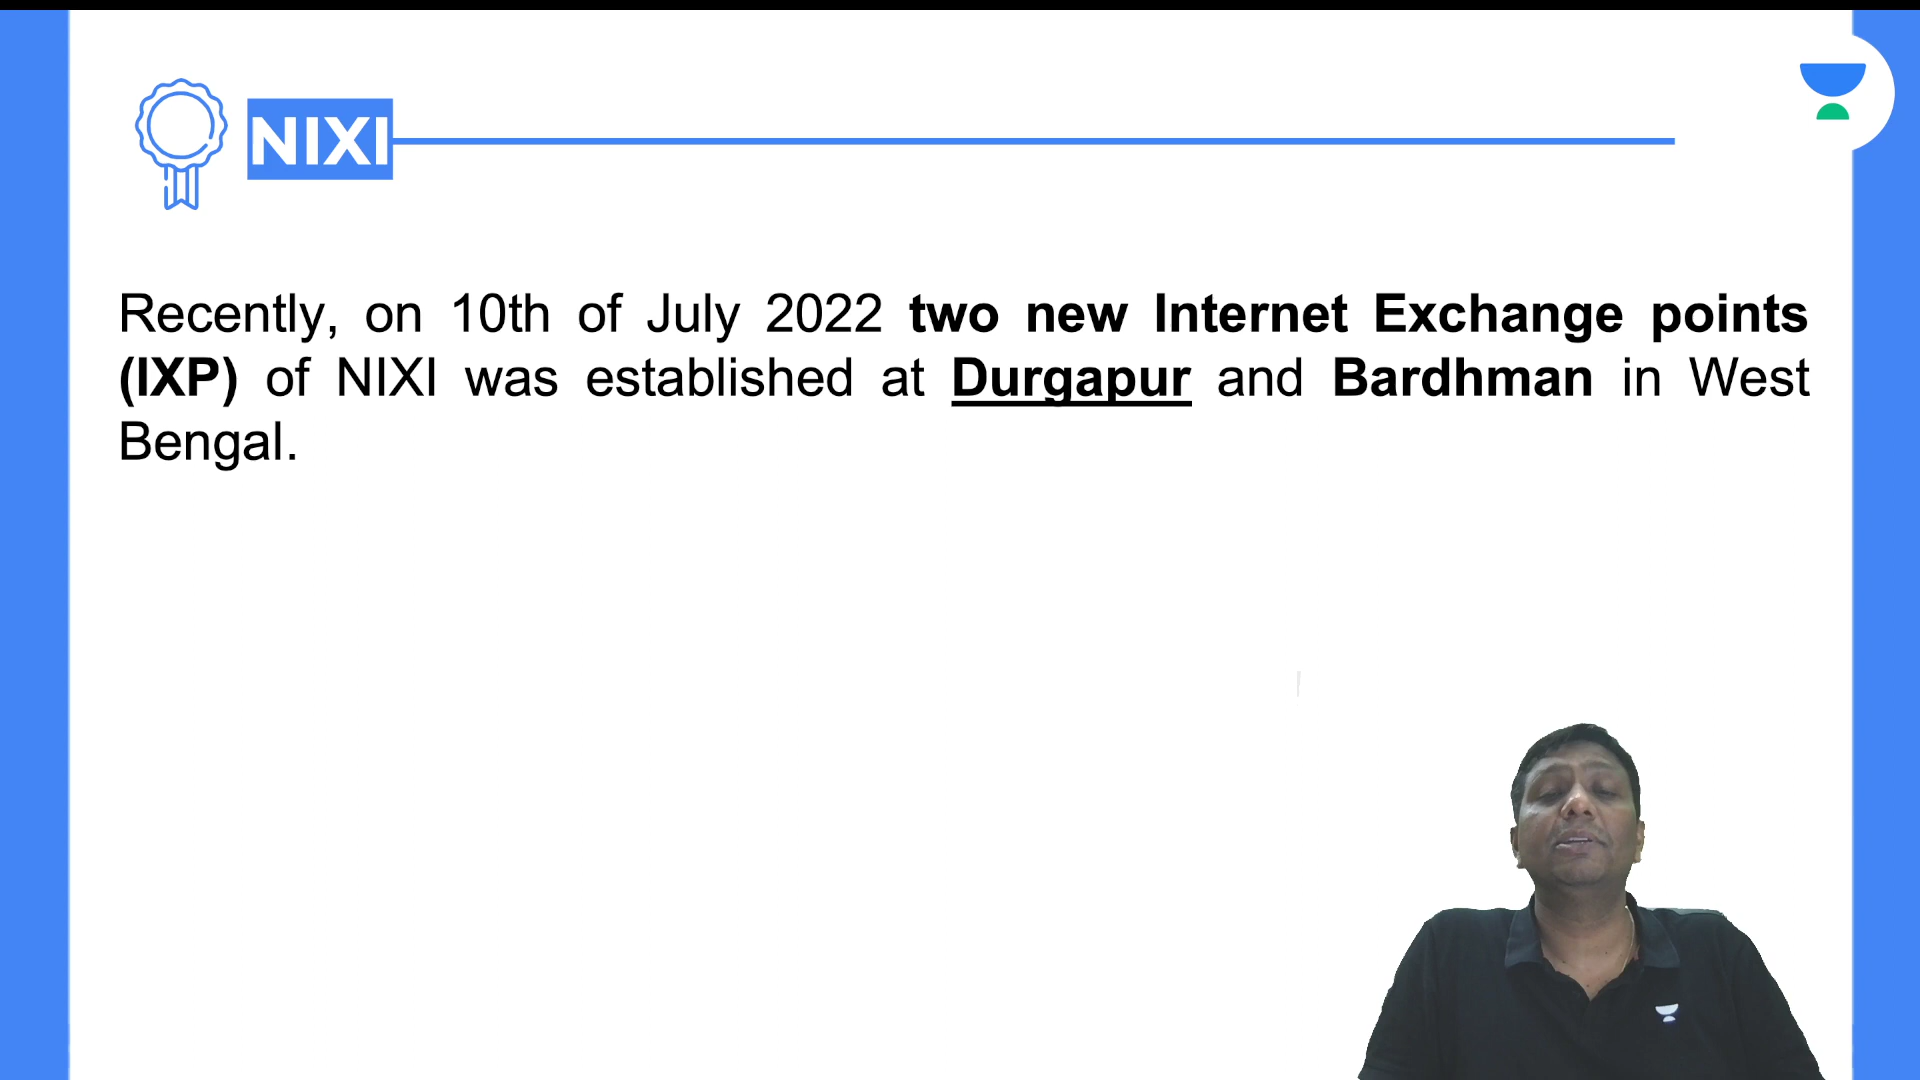 NIXI
Recently, on 10th of July 2022 two new Internet Exchange points
(IXP) of NIXI was established at Durgapur and Bardhman in West
Bengal.